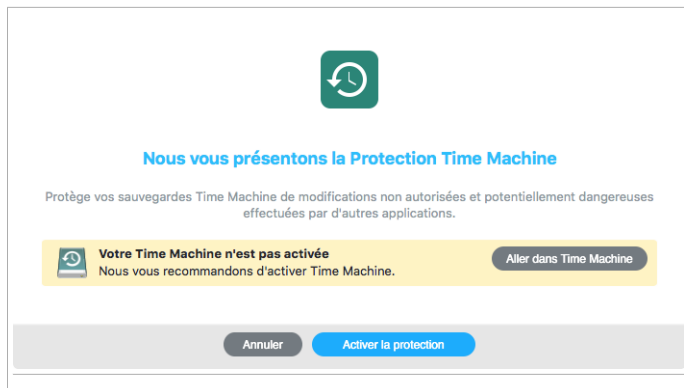 Nous vous présentons la Protection Time Machine
Protège vos sauvegardes Time Machine de modifications non autorisées et potentiellement dangereuses
effectuées par d'autres applications.
Votre Time Machine n'est pas activée
Aller dans Time Machine
Nous vous recommandons d'activer Time Machine.
Annuler
Activer la protection